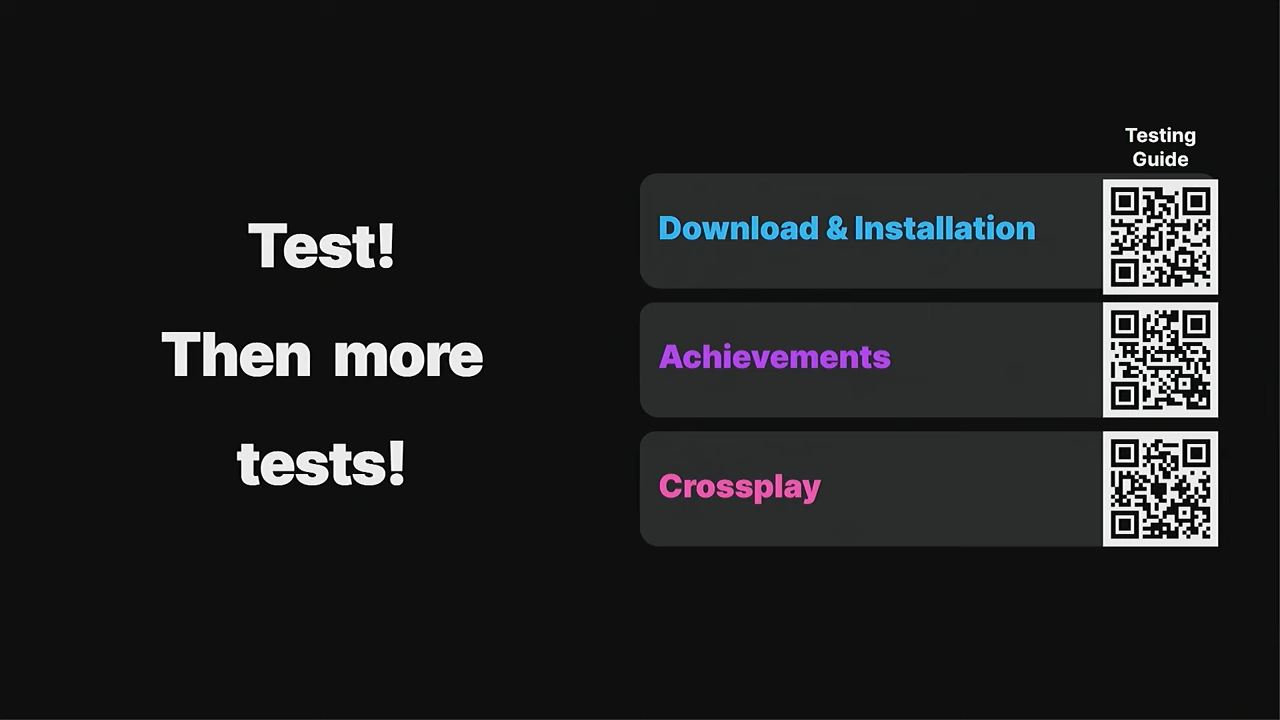 Test!
Then more
tests!
Testing
Guide
Download & Installation
Achievements
Crossplay